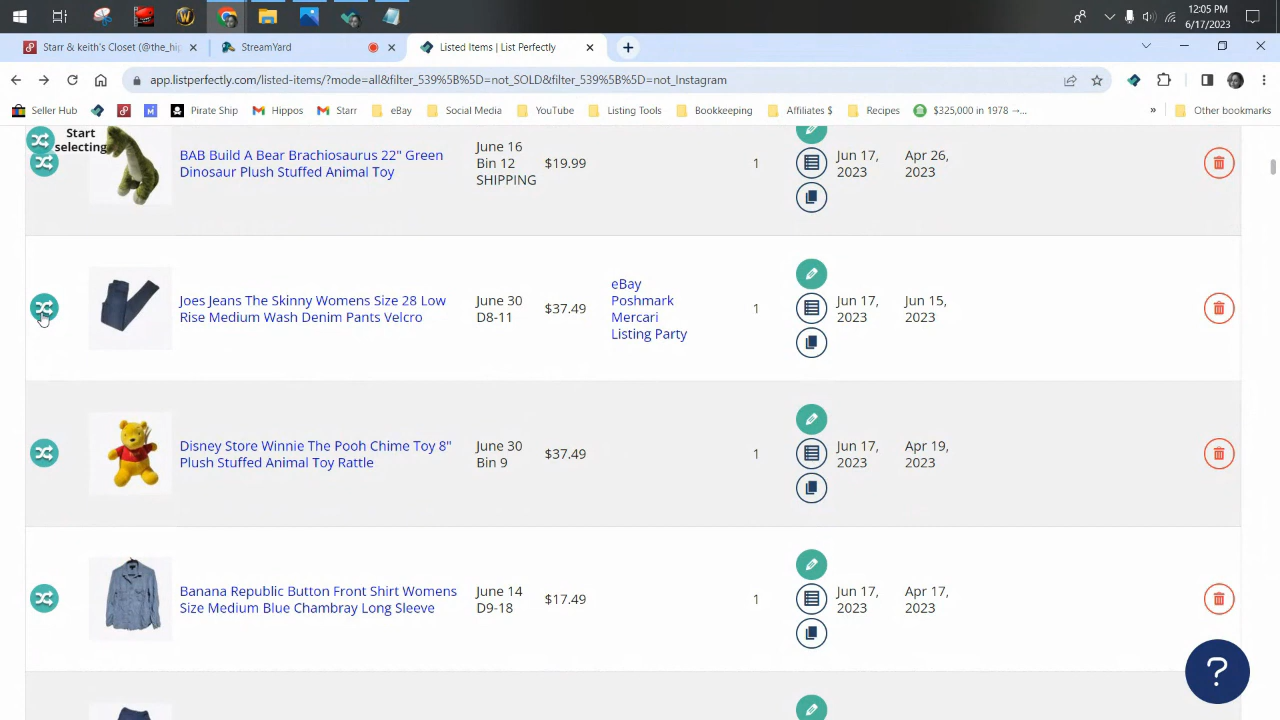 12:05 PM
6/17/2023
Starr & keith's Closet (@the_hip
StreamYard
Listed Items | List Perfectly
app.listperfectly.com/listed-items/?mode=all&filter_539%5B%5D=not_SOLD&filter_539%5B%5D=not_Instagram
Seller Hub
Pirate Ship
Hippos
Starr
eBay
Social Media
YouTube
Listing Tools
Bookkeeping
Affiliates $
Recipes
$325,000 in 1978 →...
»
Other bookmarks
Start
selecting
BAB Build A Bear Brachiosaurus 22" Green
Dinosaur Plush Stuffed Animal Toy
June 16
Bin 12
SHIPPING
$19.99
1
Jun 17,
2023
Apr 26,
2023
Joes Jeans The Skinny Womens Size 28 Low
Rise Medium Wash Denim Pants Velcro
June 30
D8-11
$37.49
eBay
Poshmark
Mercari
Listing Party
1
Jun 17,
2023
Jun 15,
2023
Disney Store Winnie The Pooh Chime Toy 8"
Plush Stuffed Animal Toy Rattle
June 30
Bin 9
$37.49
1
Jun 17,
2023
Apr 19,
2023
Banana Republic Button Front Shirt Womens
Size Medium Blue Chambray Long Sleeve
June 14
D9-18
$17.49
1
Jun 17,
2023
Apr 17,
2023
?